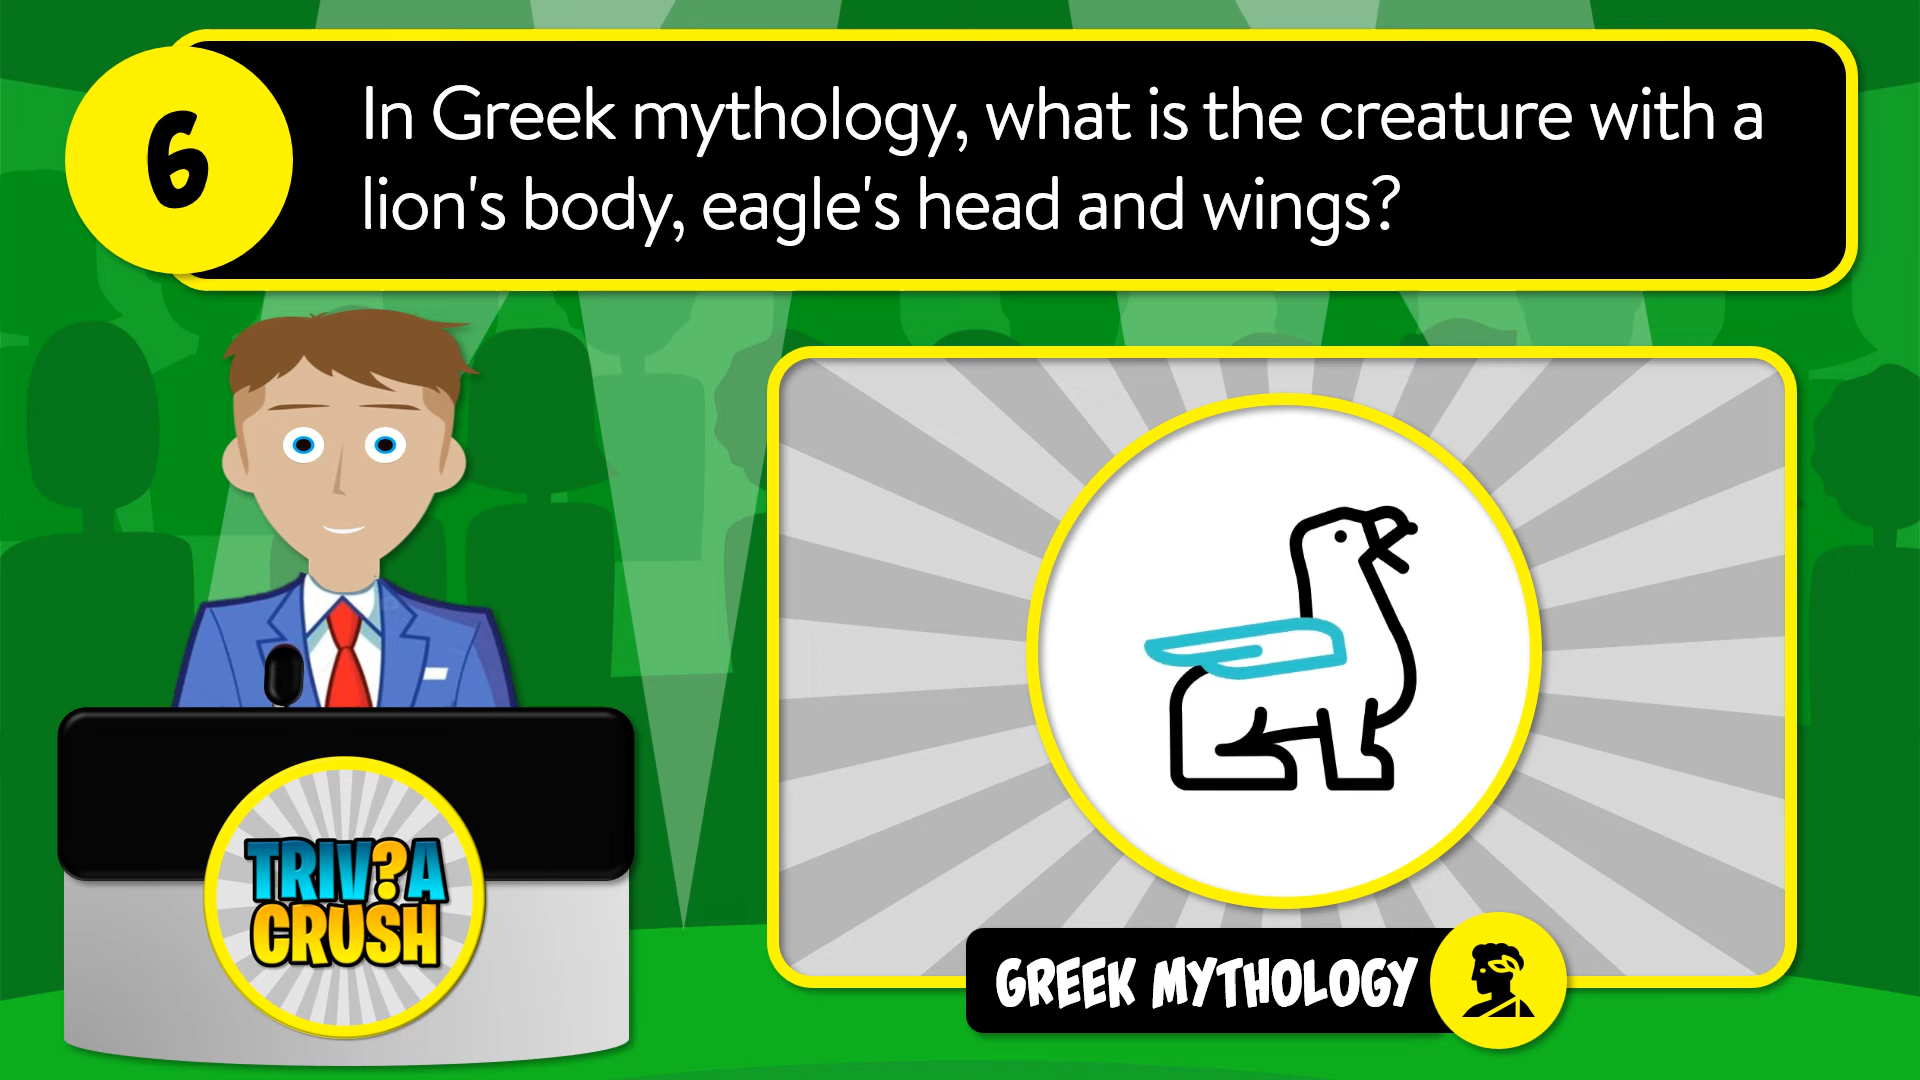 6
In Greek mythology, what is the creature with a
lion's body, eagle's head and wings?
TRIV?A
CRUSH
GREEK MYTHOLOGY